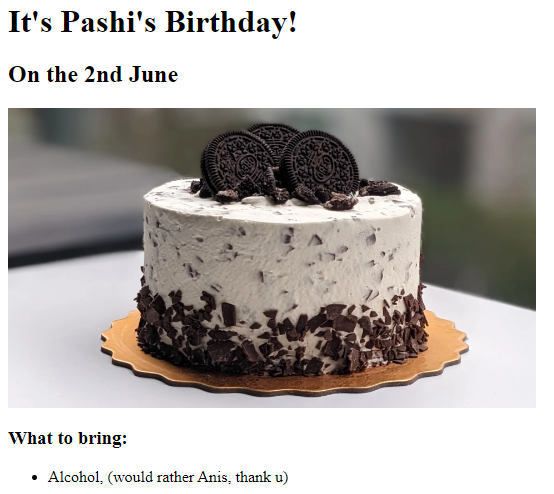 It's Pashi's Birthday!
On the 2nd June
What to bring:
Alcohol, (would rather Anis, thank u)